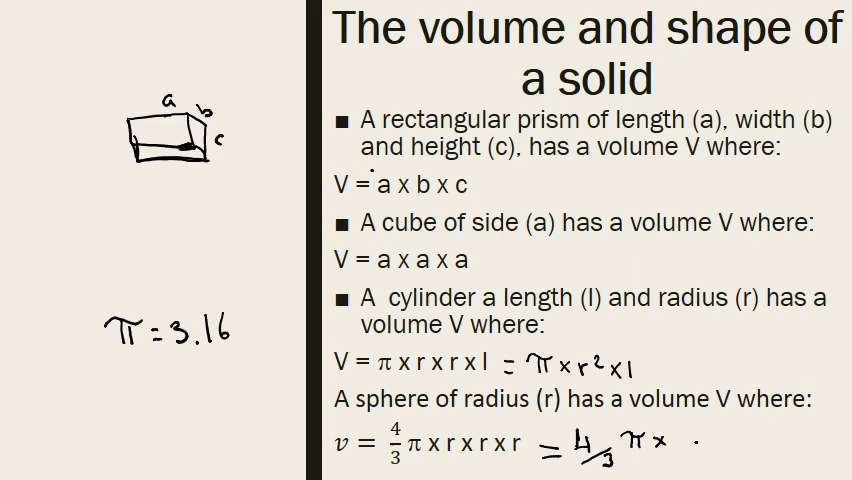 The volume and shape of
a solid
a
b
c
■ A rectangular prism of length (a), width (b)
and height (c), has a volume V where:
V = a x b x c
■ A cube of side (a) has a volume V where:
V = a x a x a
■ A cylinder a length (l) and radius (r) has a
volume V where:
π = 3.16
V = π x r x r x l = π x r² x l
A sphere of radius (r) has a volume V where:
v = 4/3 π x r x r x r = 4/3 π x